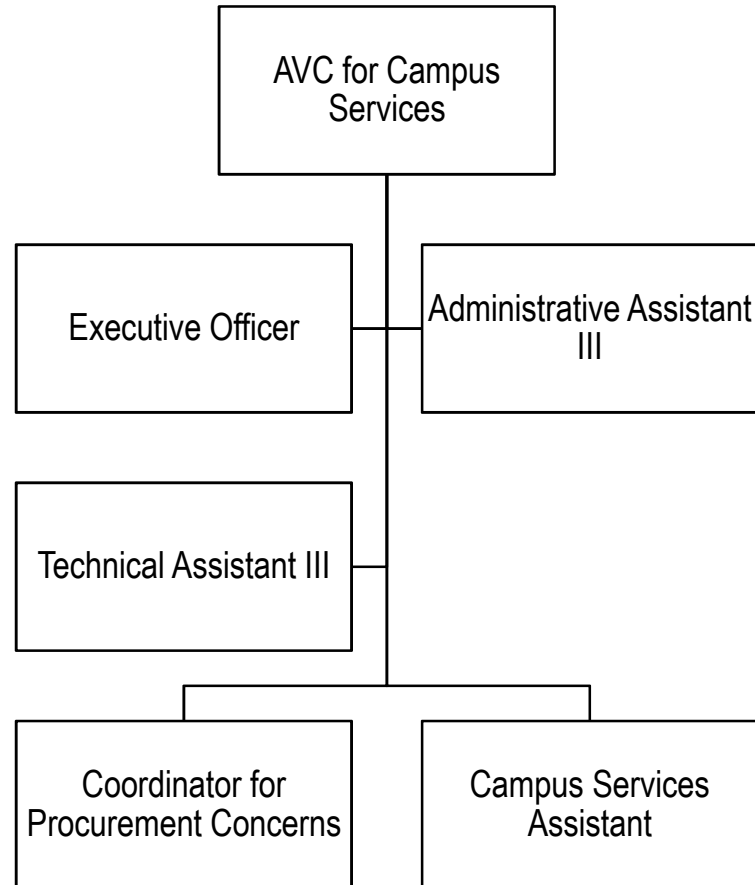 AVC for Campus
Services
Executive Officer
Administrative Assistant
III
Technical Assistant III
Coordinator for
Procurement Concerns
Campus Services
Assistant